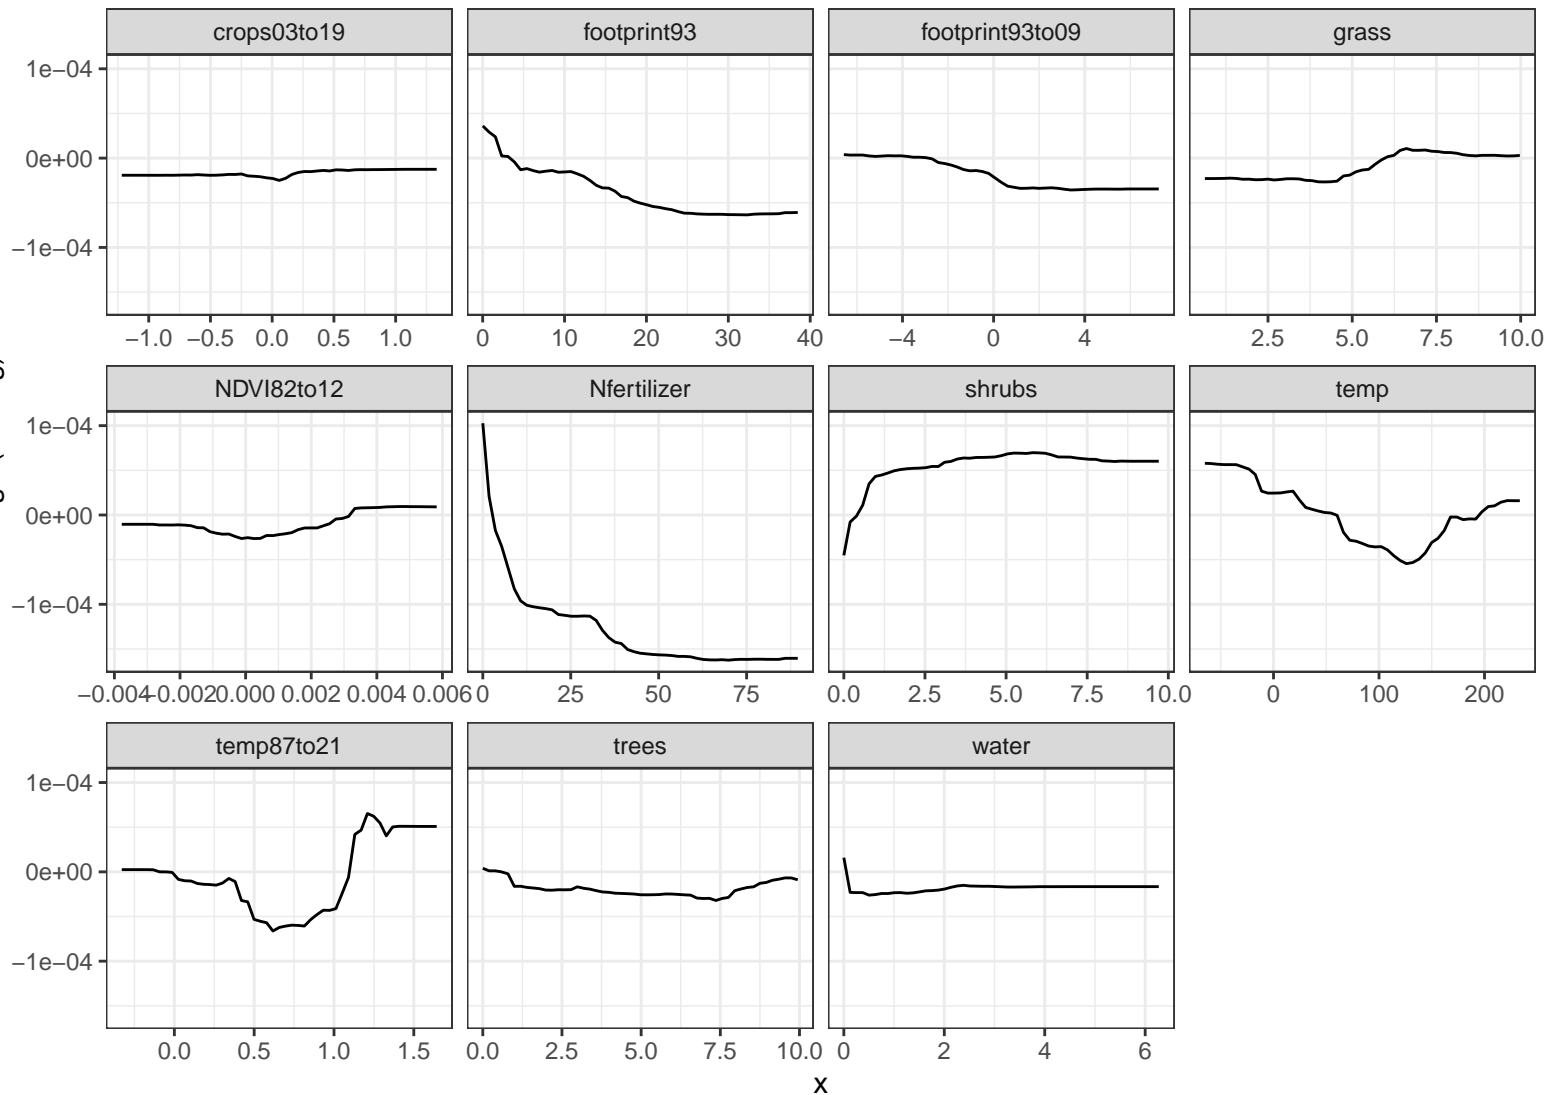 crops03to19 footprint93 footprint93to09 grass
1e−04
0e+00
−1e−04
−1.0 −0.5 0.0 0.5 1.0 0 10 20 30 40 −4 0 4 2.5 5.0 7.5 10.0
NDVI82to12 Nfertilizer shrubs temp
1e−04
0e+00
−1e−04
−0.004 −0.002 0.000 0.002 0.004 0.006 0 25 50 75 0.0 2.5 5.0 7.5 10.0 0 100 200
temp87to21 trees water
1e−04
0e+00
−1e−04
0.0 0.5 1.0 1.5 0.0 2.5 5.0 7.5 10.0 0 2 4 6
x